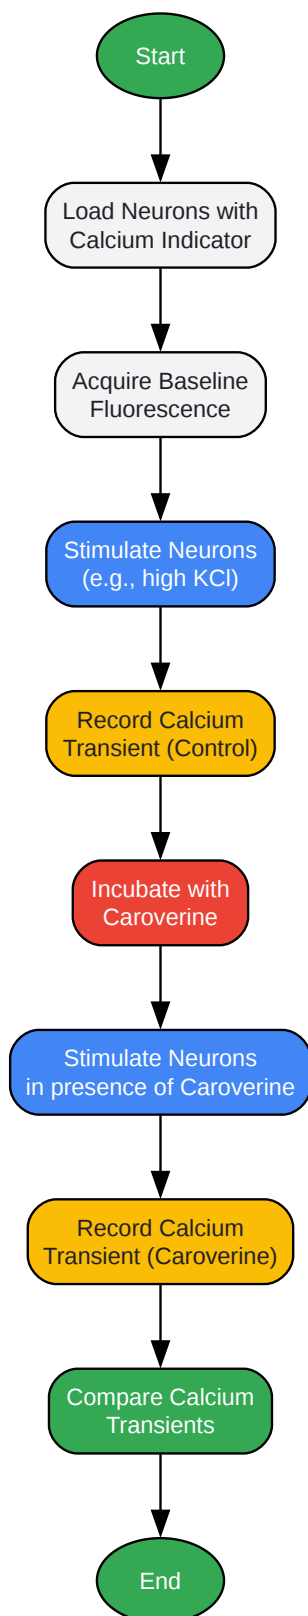 Start
Load Neurons with
Calcium Indicator
Acquire Baseline
Fluorescence
Stimulate Neurons
(e.g., high KCl)
Record Calcium
Transient (Control)
Incubate with
Caroverine
Stimulate Neurons
in presence of Caroverine
Record Calcium
Transient (Caroverine)
Compare Calcium
Transients
End